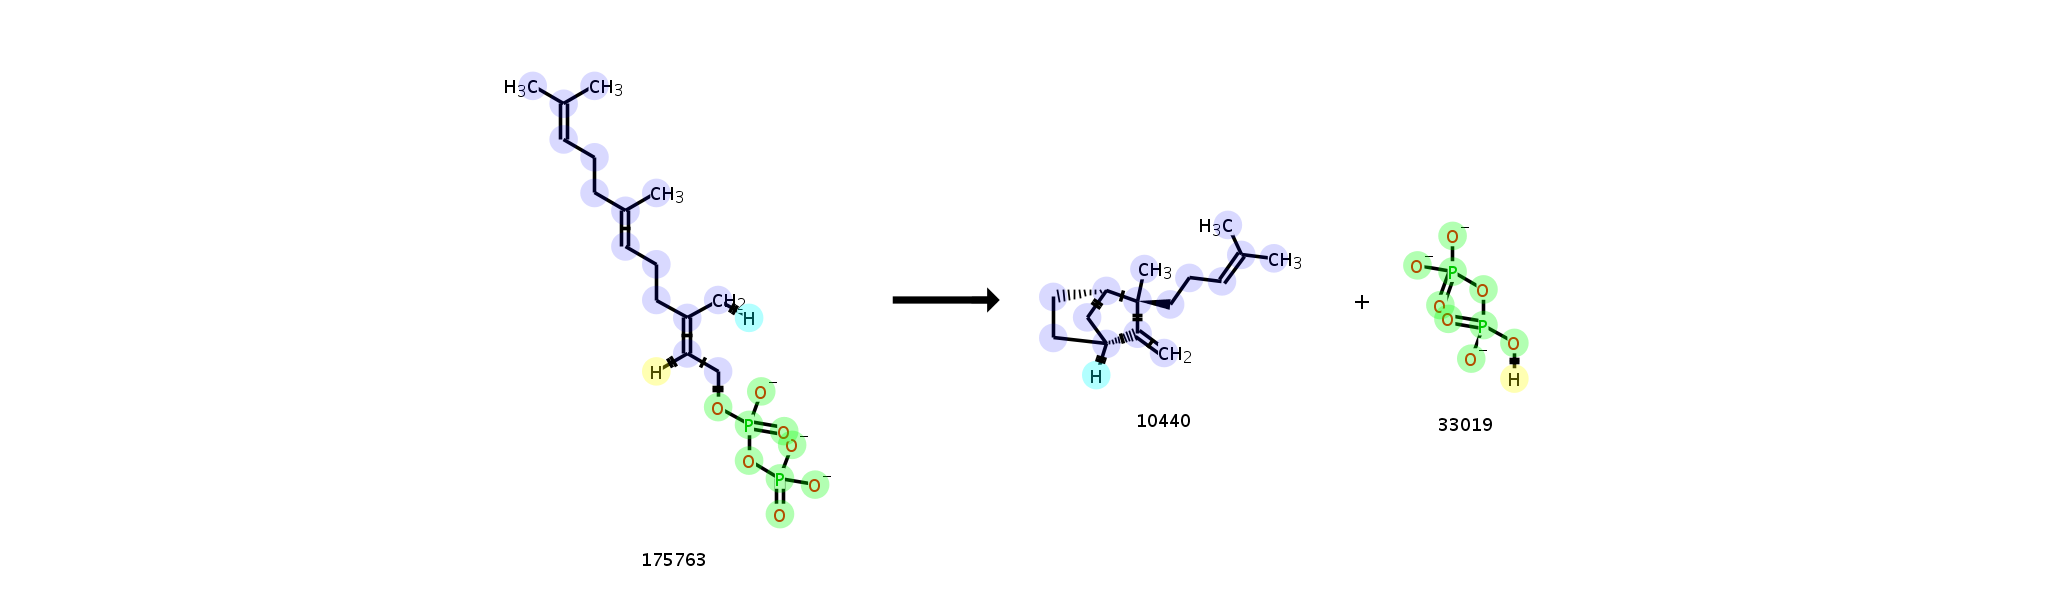 H3C CH3
CH3
CH2
H
H
O O−
P O O−
O P O−
O
175763
H3C
CH3
CH3
CH2
H
10440
+
O−
O− P O
O
O P O
O− H
33019